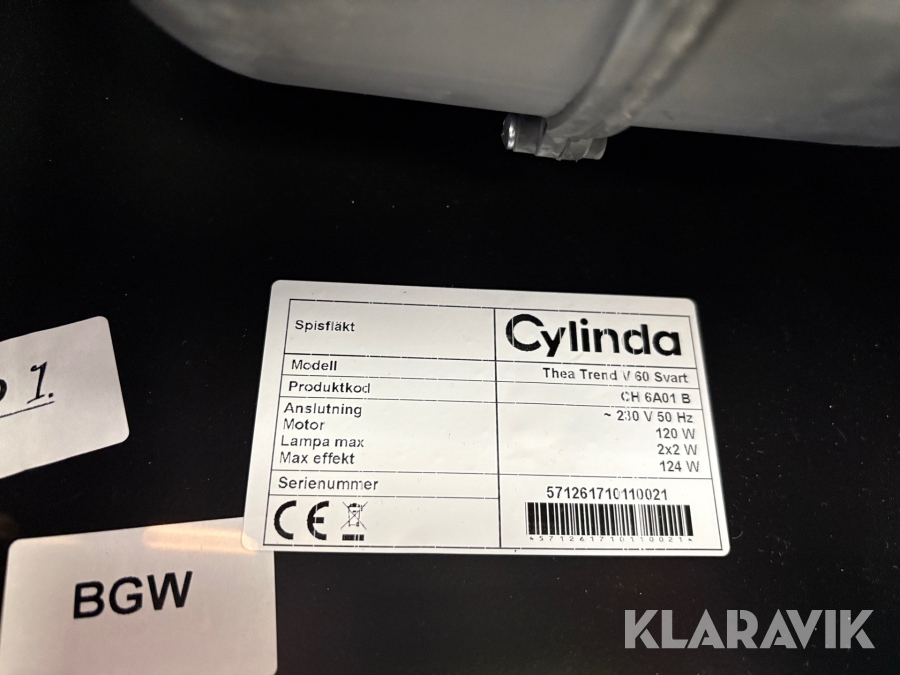 Spisfläkt
Cylinda
Modell
Thea Trend V 60 Svart
Produktkod
CH 6A01 B
Anslutning
~ 230 V 50 Hz
Motor
120 W
Lampa max
2x2 W
Max effekt
124 W
Serienummer
571261710110021
CE
1.
BGW
KLARAVIK